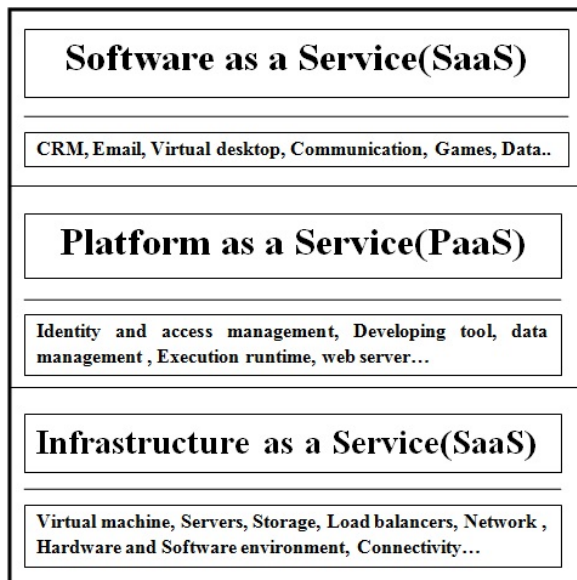 Software as a Service(SaaS)
CRM, Email, Virtual desktop, Communication, Games, Data..
Platform as a Service(PaaS)
Identity and access management, Developing tool, data
management , Execution runtime, web server…
Infrastructure as a Service(SaaS)
Virtual machine, Servers, Storage, Load balancers, Network ,
Hardware and Software environment, Connectivity…